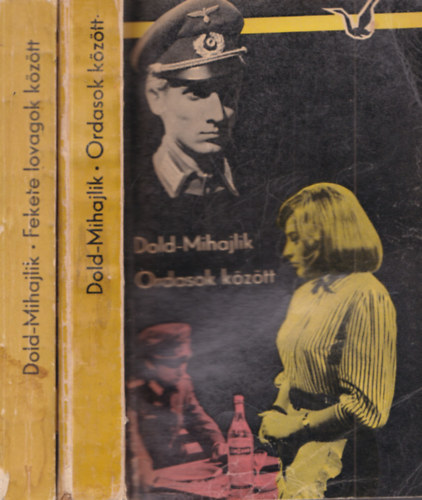 Dold-Mihajlik • Fekete lovagok között
Dold-Mihajlik • Ordasok között
Dold-Mihajlik
Ordasok között